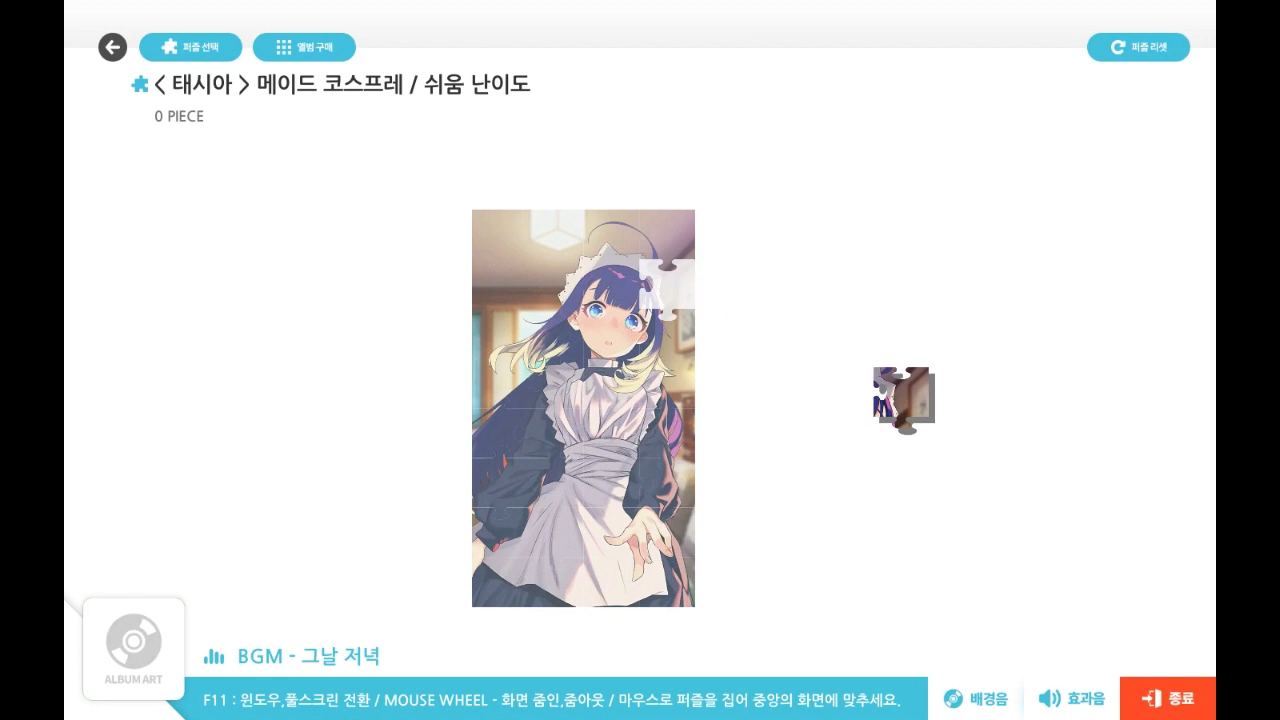 퍼즐 선택
앨범 구매
퍼즐 리셋
< 태시아 > 메이드 코스프레 / 쉬움 난이도
0 PIECE
ALBUM ART
BGM - 그날 저녁
F11 : 윈도우,풀스크린 전환 / MOUSE WHEEL - 화면 줌인,줌아웃 / 마우스로 퍼즐을 집어 중앙의 화면에 맞추세요.
배경음
효과음
종료